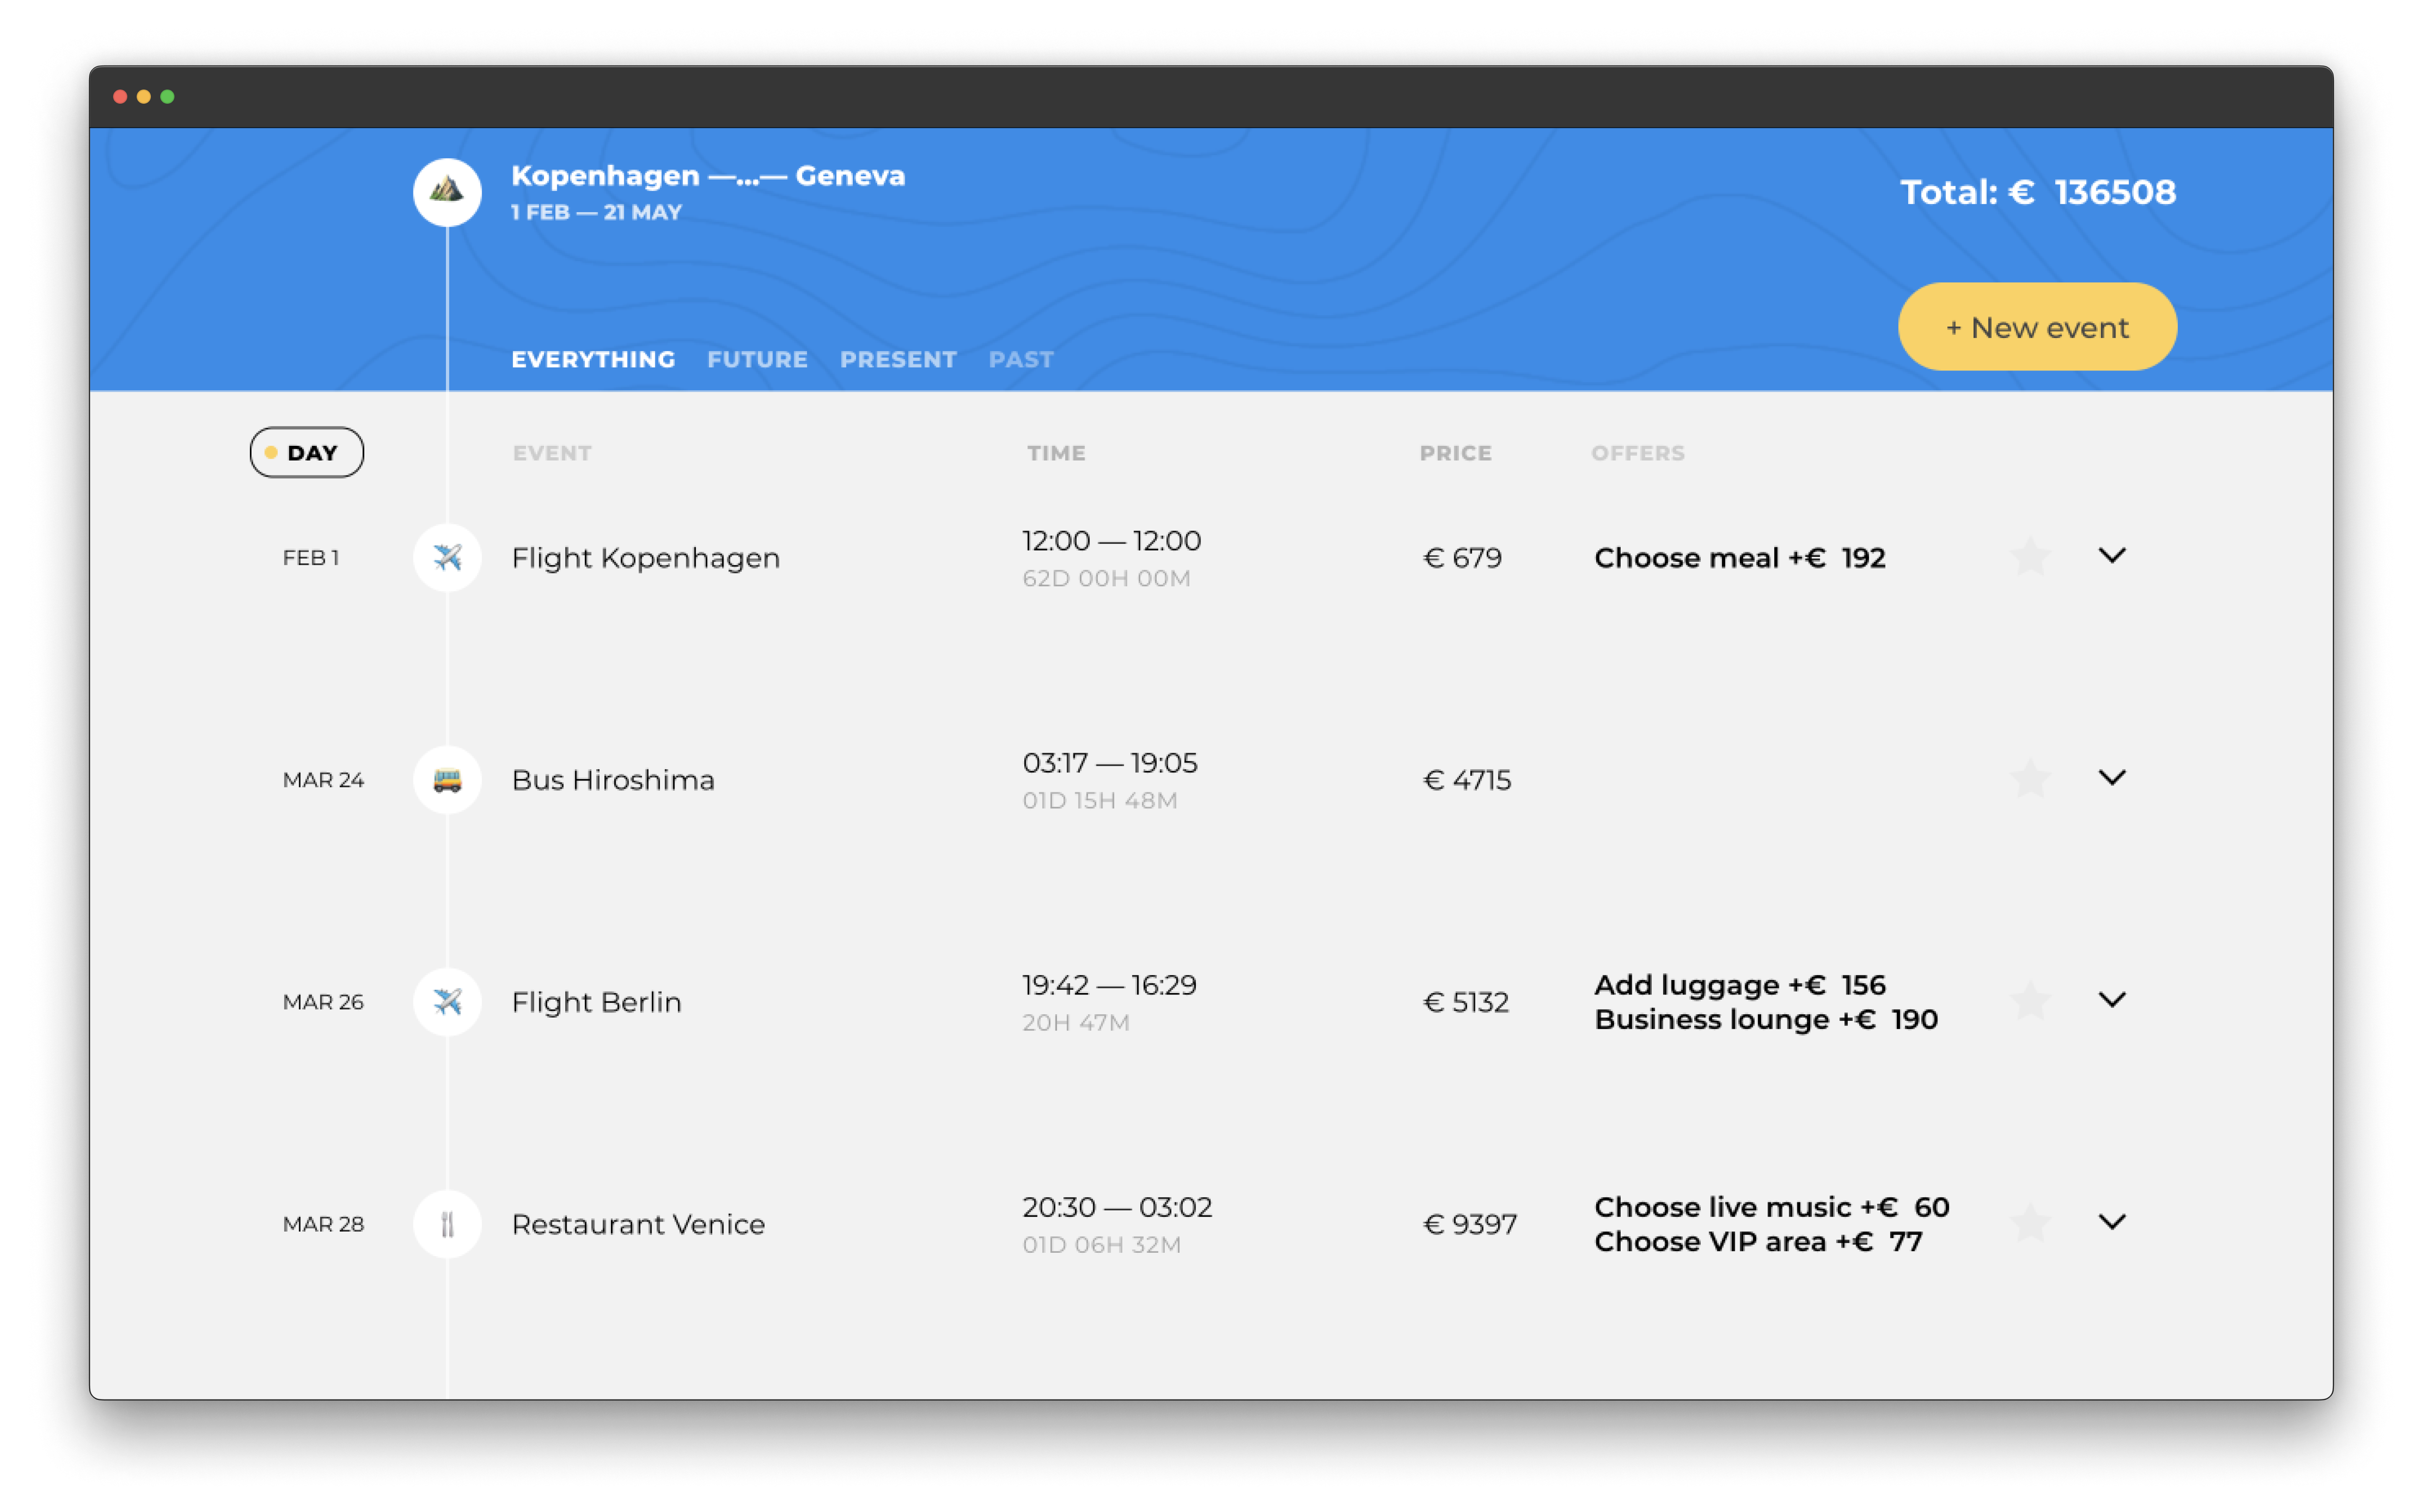 Kopenhagen —...— Geneva
1 FEB — 21 MAY
Total: € 136508
+ New event
EVERYTHING FUTURE PRESENT PAST
DAY EVENT TIME PRICE OFFERS
FEB 1
Flight Kopenhagen
12:00 — 12:00
62D 00H 00M
€ 679
Choose meal +€ 192
MAR 24
Bus Hiroshima
03:17 — 19:05
01D 15H 48M
€ 4715
MAR 26
Flight Berlin
19:42 — 16:29
20H 47M
€ 5132
Add luggage +€ 156
Business lounge +€ 190
MAR 28
Restaurant Venice
20:30 — 03:02
01D 06H 32M
€ 9397
Choose live music +€ 60
Choose VIP area +€ 77